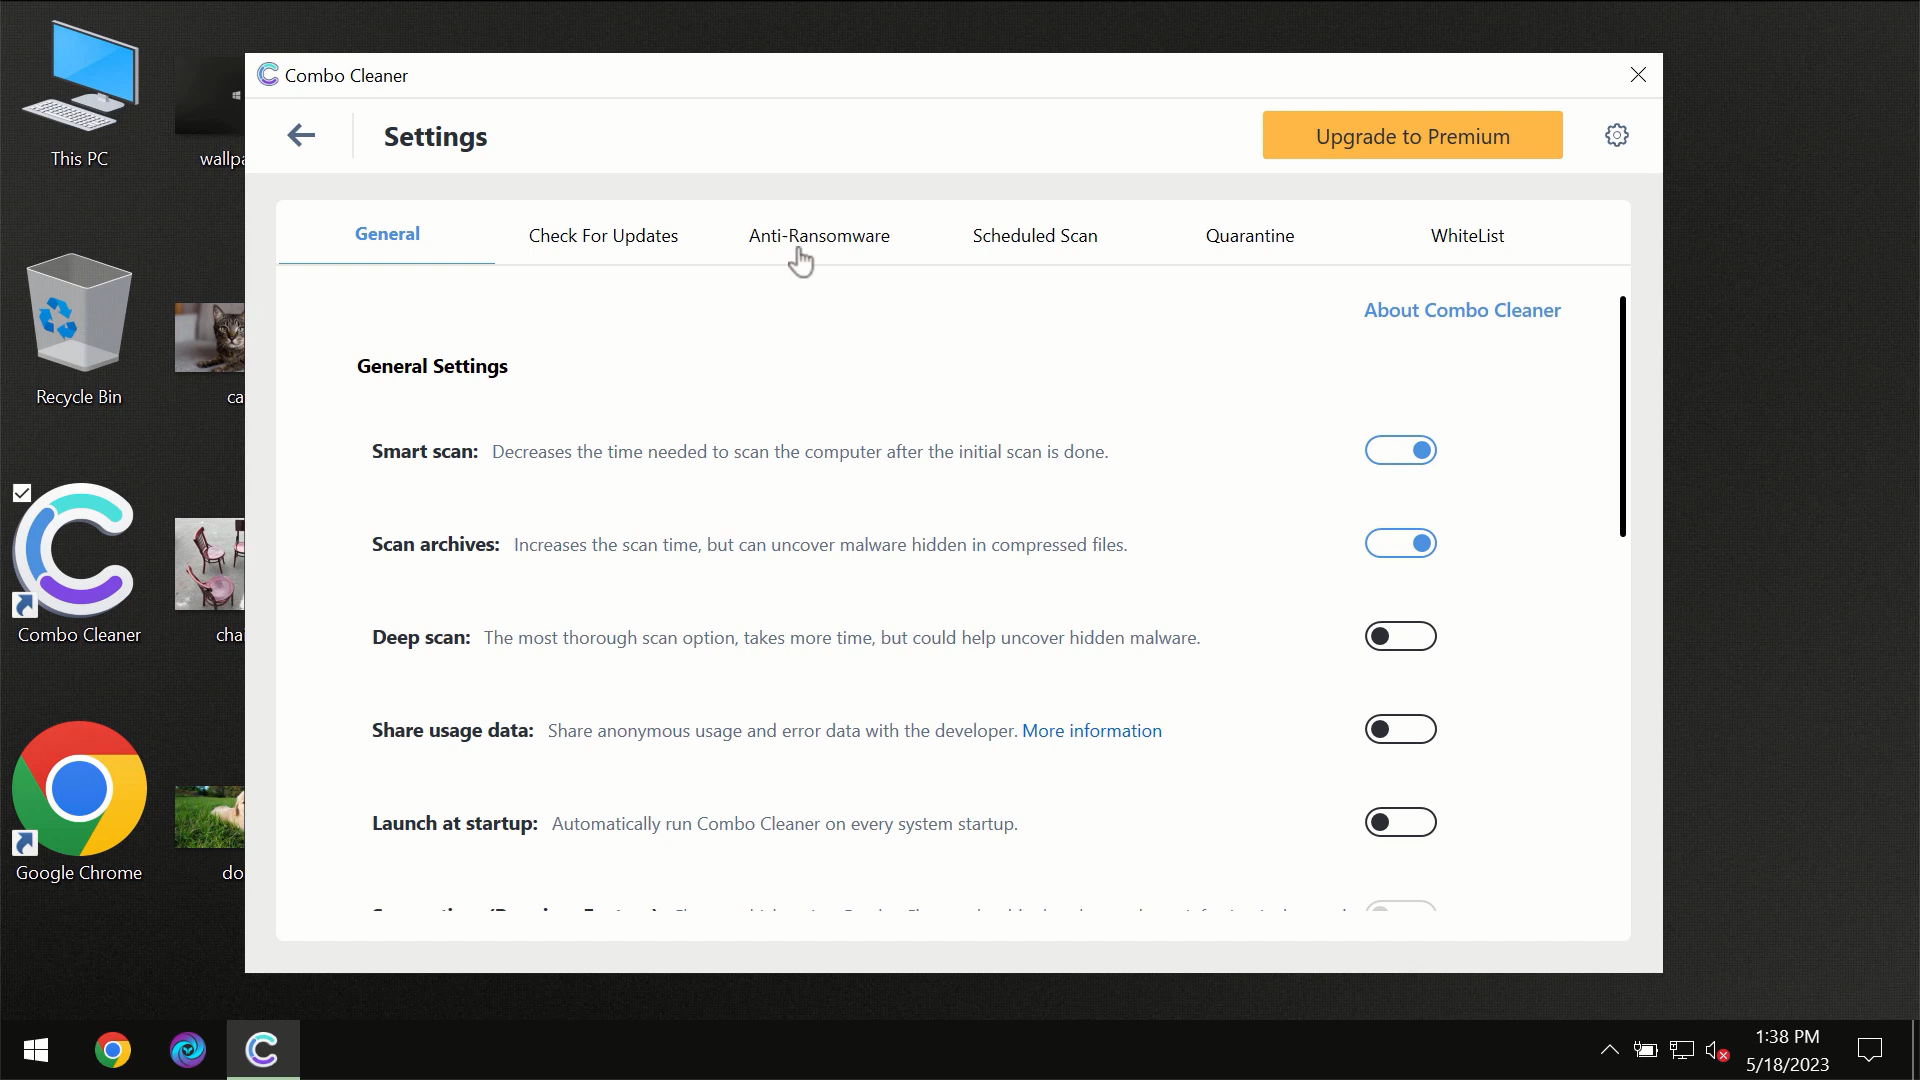 Combo Cleaner
Settings
Upgrade to Premium
General
Check For Updates
Anti-Ransomware
Scheduled Scan
Quarantine
WhiteList
About Combo Cleaner
General Settings
Smart scan: Decreases the time needed to scan the computer after the initial scan is done.
Scan archives: Increases the scan time, but can uncover malware hidden in compressed files.
Deep scan: The most thorough scan option, takes more time, but could help uncover hidden malware.
Share usage data: Share anonymous usage and error data with the developer. More information
Launch at startup: Automatically run Combo Cleaner on every system startup.
This PC
wallpa
Recycle Bin
ca
Combo Cleaner
chai
Google Chrome
do
1:38 PM
5/18/2023